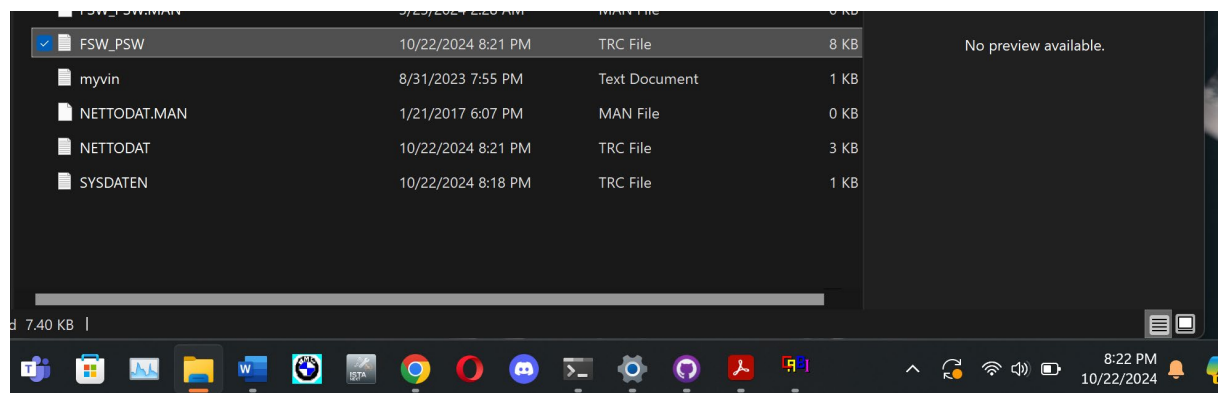 FSW_PSW 10/22/2024 8:21 PM TRC File 8 KB No preview available.
myvin 8/31/2023 7:55 PM Text Document 1 KB
NETTODAT.MAN 1/21/2017 6:07 PM MAN File 0 KB
NETTODAT 10/22/2024 8:21 PM TRC File 3 KB
SYSDATEN 10/22/2024 8:18 PM TRC File 1 KB
7.40 KB
8:22 PM
10/22/2024